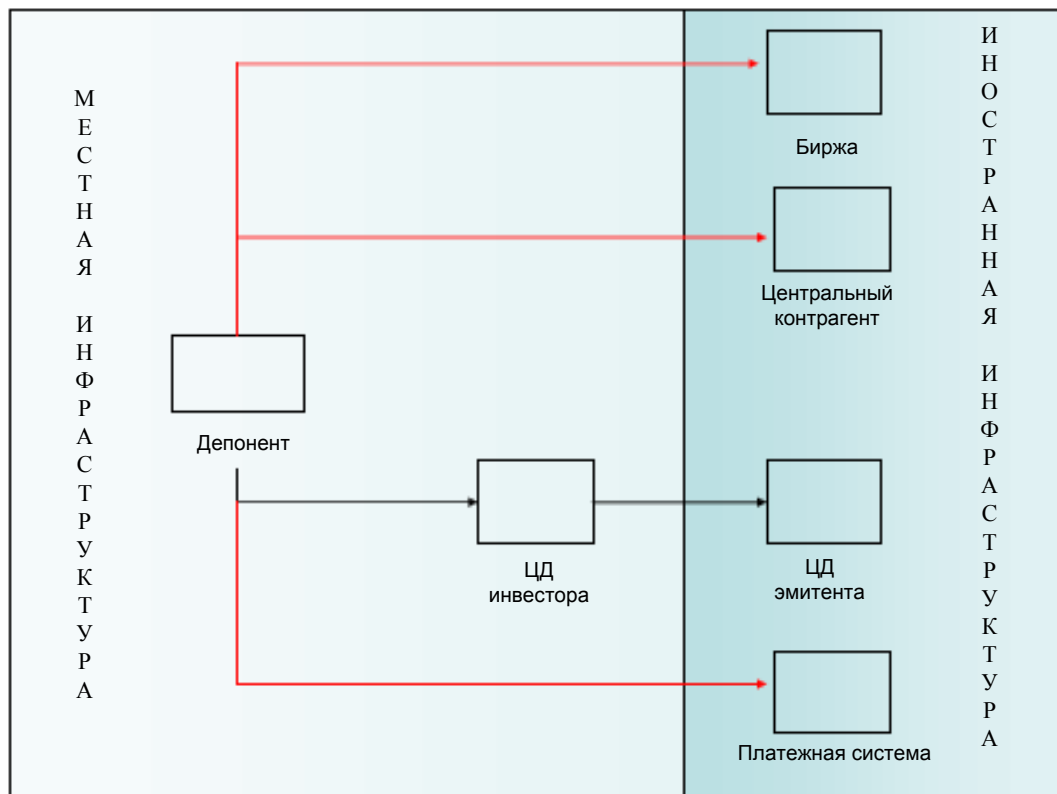 МЕСТНАЯ ИНФРАСТРУКТУРА
Биржа
Центральный
контрагент
Депонент
ЦД
инвестора
ЦД
эмитента
Платежная система
ИНОСТРАННАЯ ИНФРАСТРУКТУРА